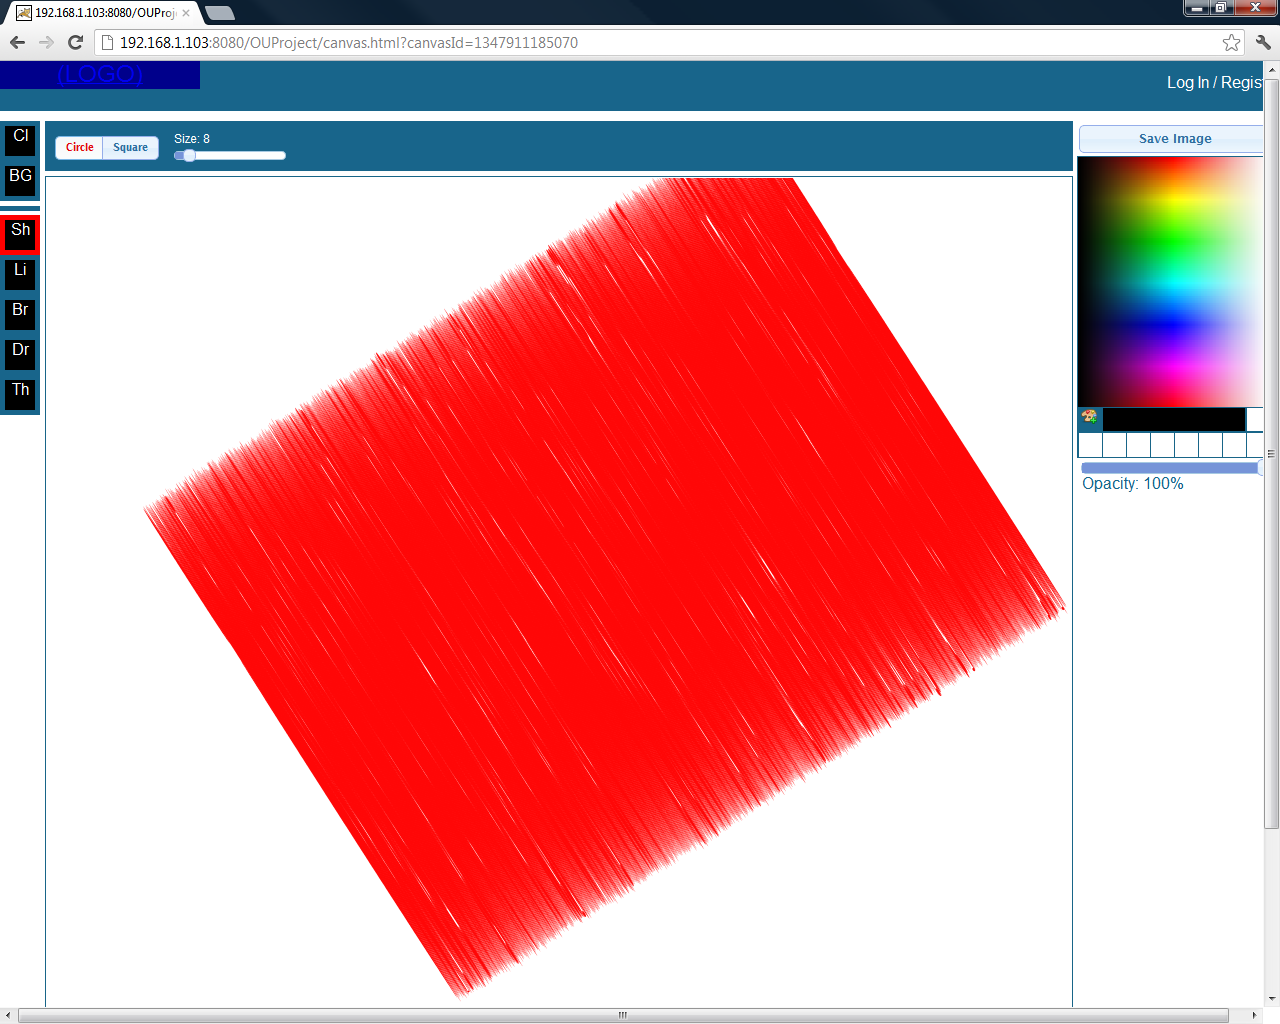 192.168.1.103:8080/OUProj
192.168.1.103:8080/OUProject/canvas.html?canvasId=1347911185070
(LOGO)
Log In / Regis
Cl
BG
Sh
Li
Br
Dr
Th
Circle
Square
Size: 8
Save Image
Opacity: 100%